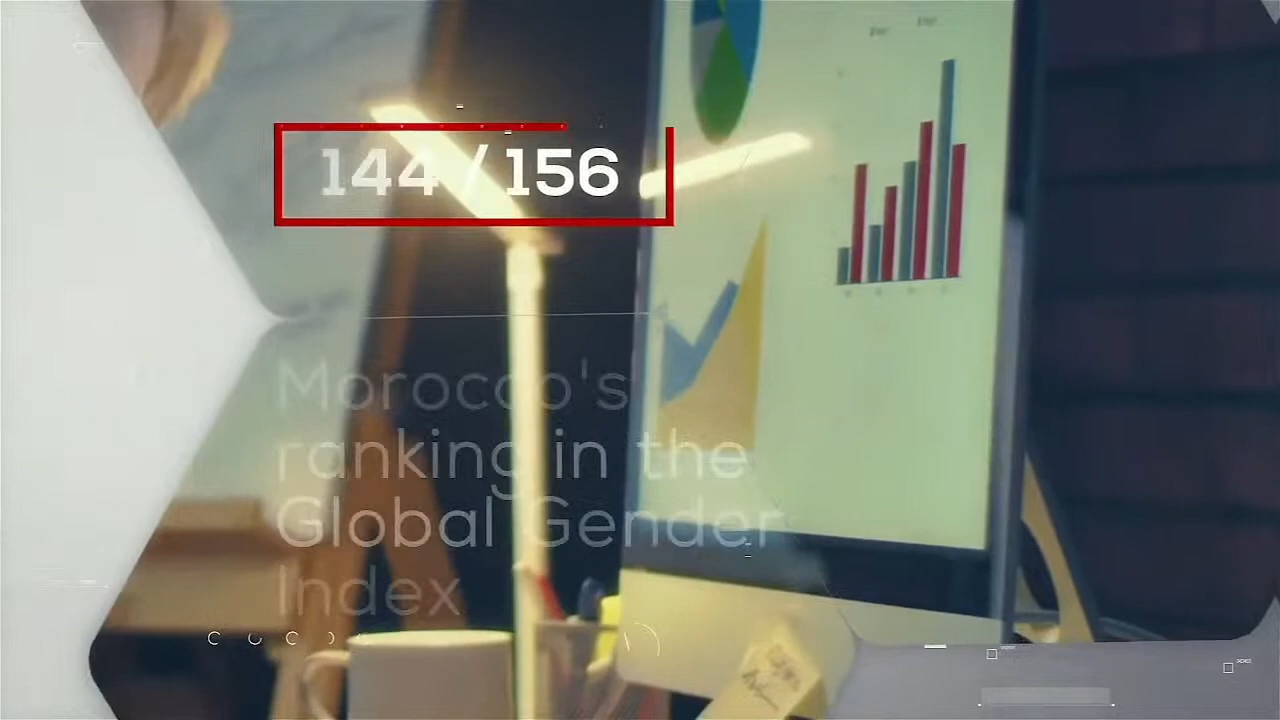 144 / 156
Morocco's
ranking in the
Global Gender
Index